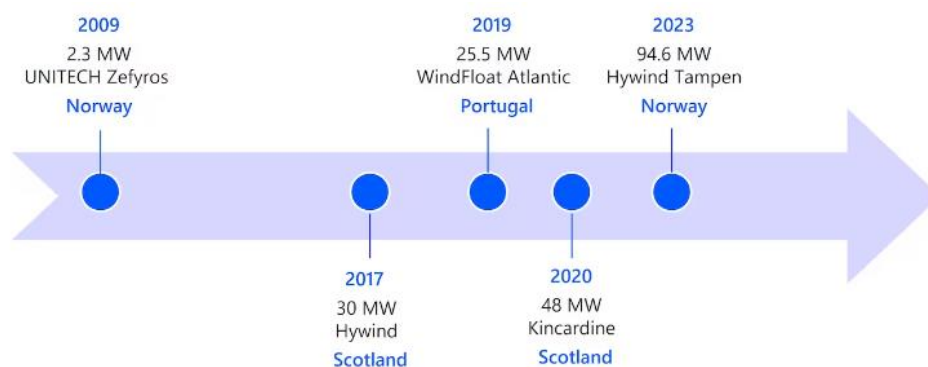 2009
2.3 MW
UNITECH Zefyros
Norway
2017
30 MW
Hywind
Scotland
2019
25.5 MW
WindFloat Atlantic
Portugal
2020
48 MW
Kincardine
Scotland
2023
94.6 MW
Hywind Tampen
Norway